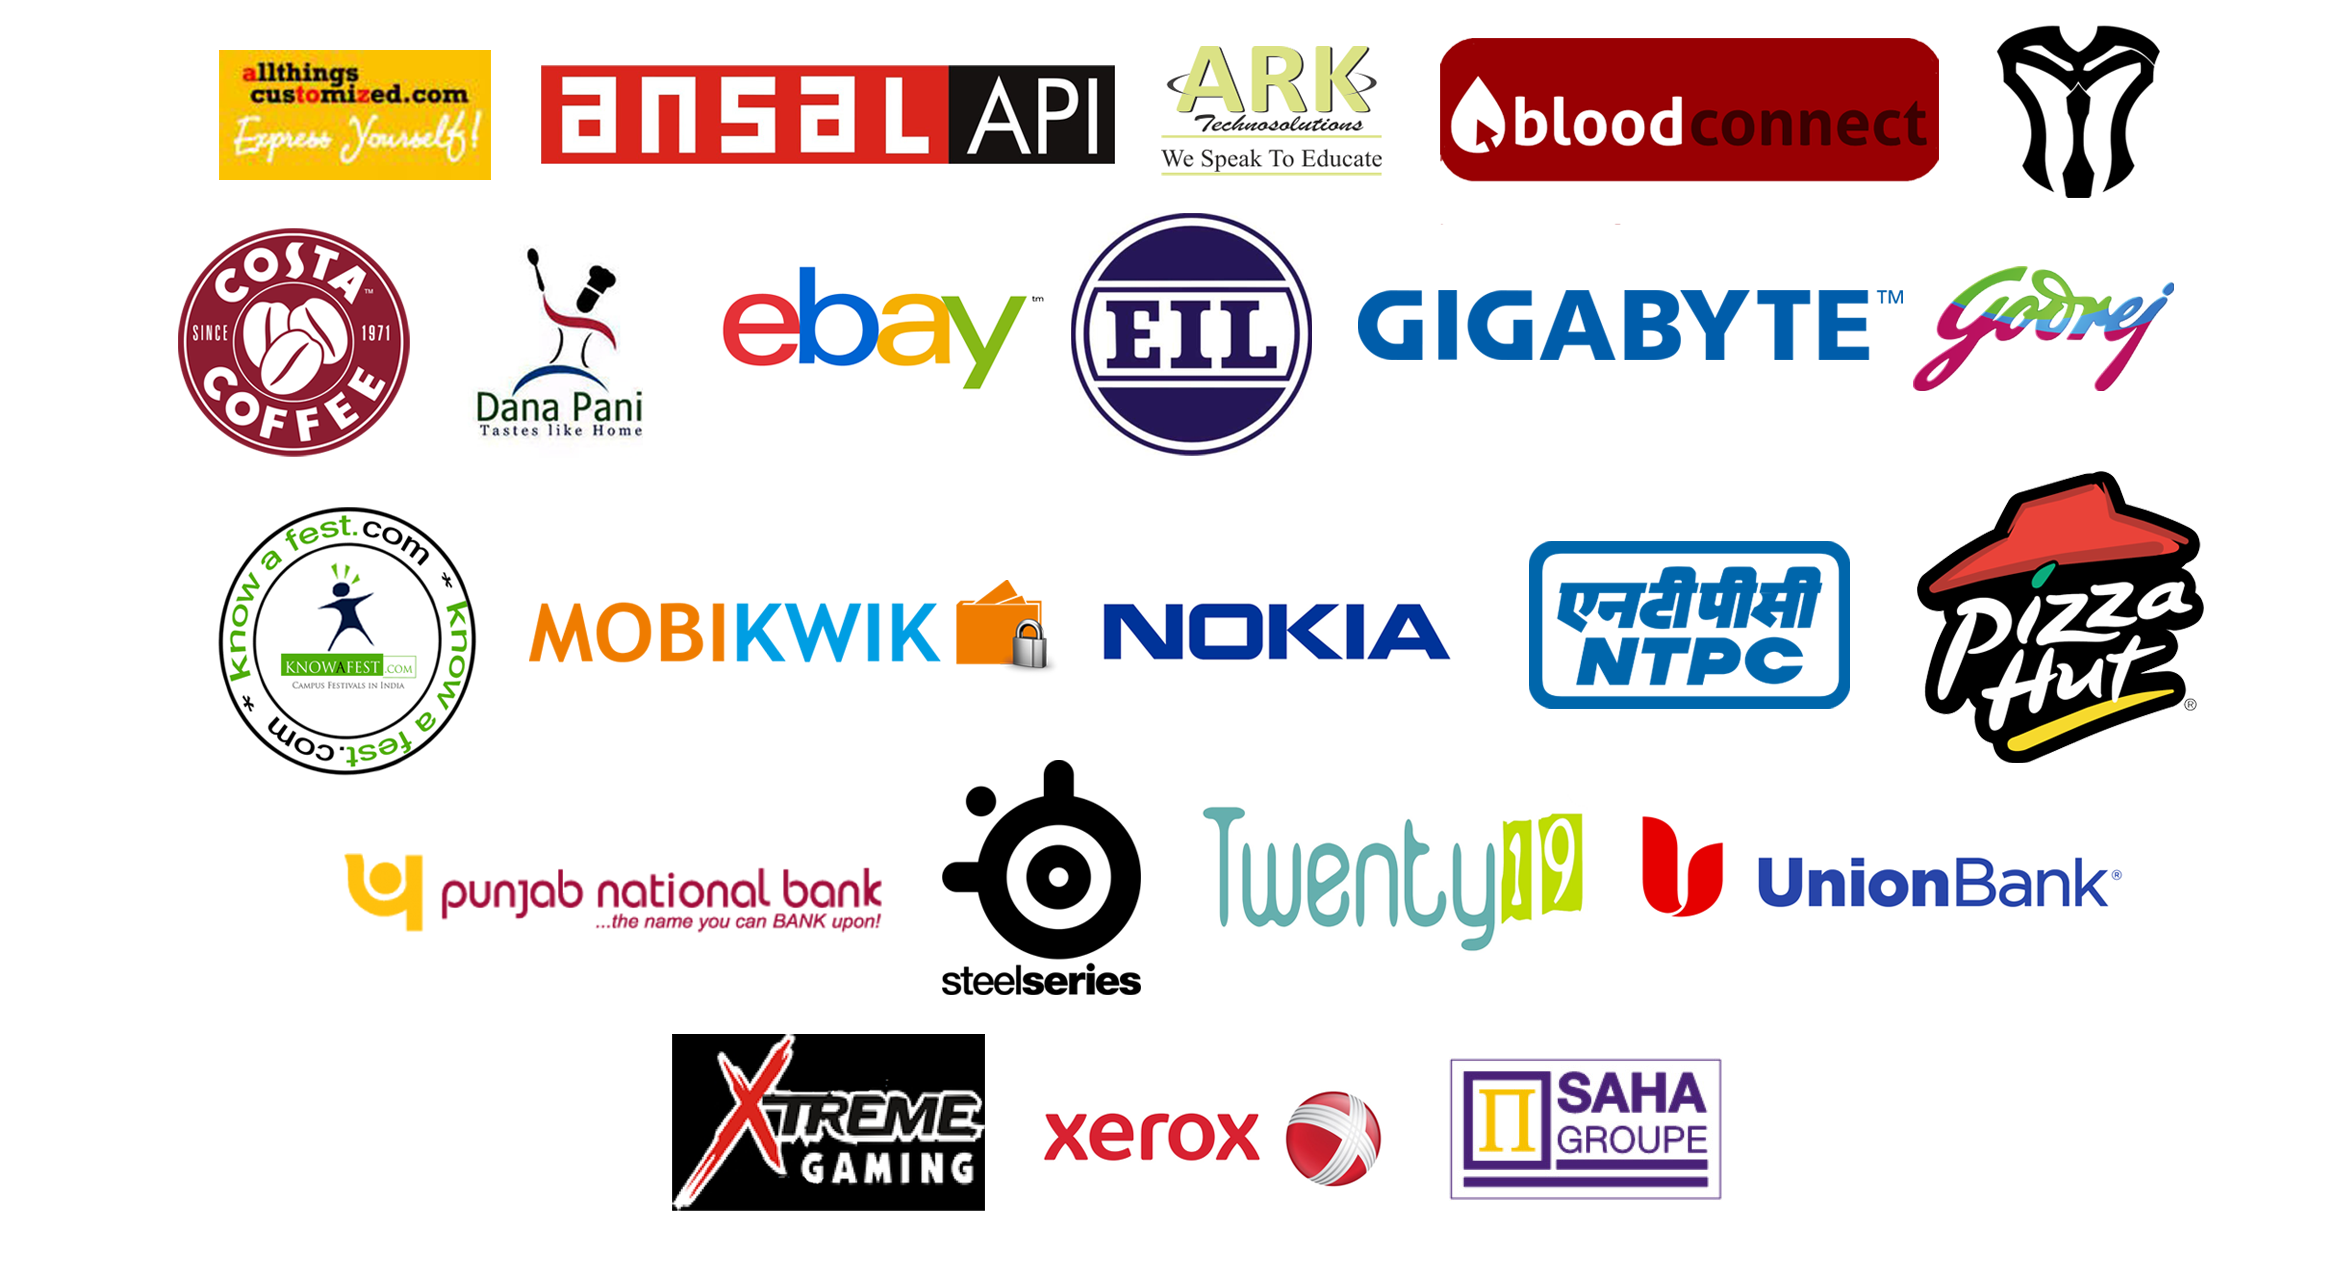 allthings
customized.com
Express Yourself!
ansal API
ARK
Technosolutions
We Speak To Educate
bloodconnect
COSTA
COFFEE
SINCE 1971
TM
Dana Pani
Tastes like Home
ebay tm
EIL
GIGABYTE TM
Godrej
know a fest.com * know a fest.com *
KNOWAFEST.COM
CAMPUS FESTIVALS IN INDIA
MOBIKWIK
NOKIA
एनटीपीसी
NTPC
Pizza
Hut ®
punjab national bank
...the name you can BANK upon!
steelseries
Twenty19
UnionBank®
XTREME
GAMING
xerox
SAHA
GROUPE